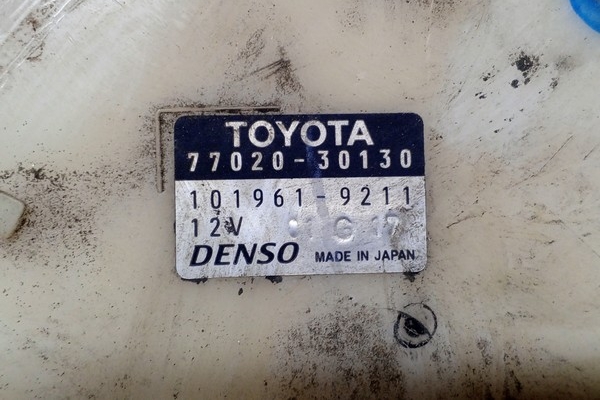 TOYOTA
77020-30130
101961-9211
12V
DENSO MADE IN JAPAN